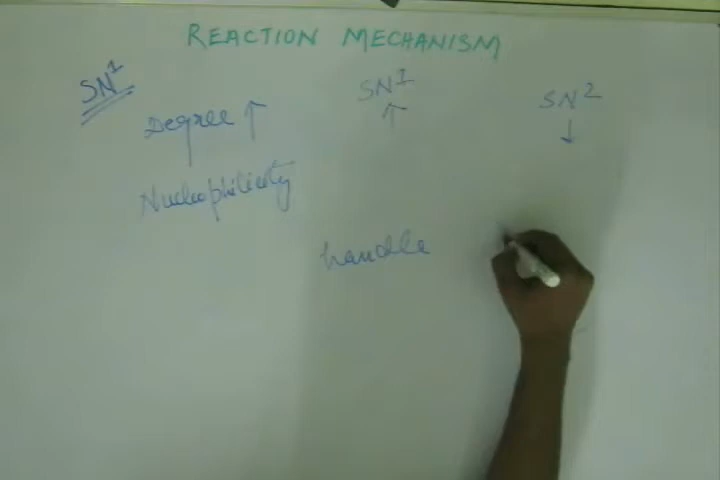 REACTION MECHANISM
SN1
SN1 SN2
Degree ↑ ↑ ↓
Nucleophilicity
handle